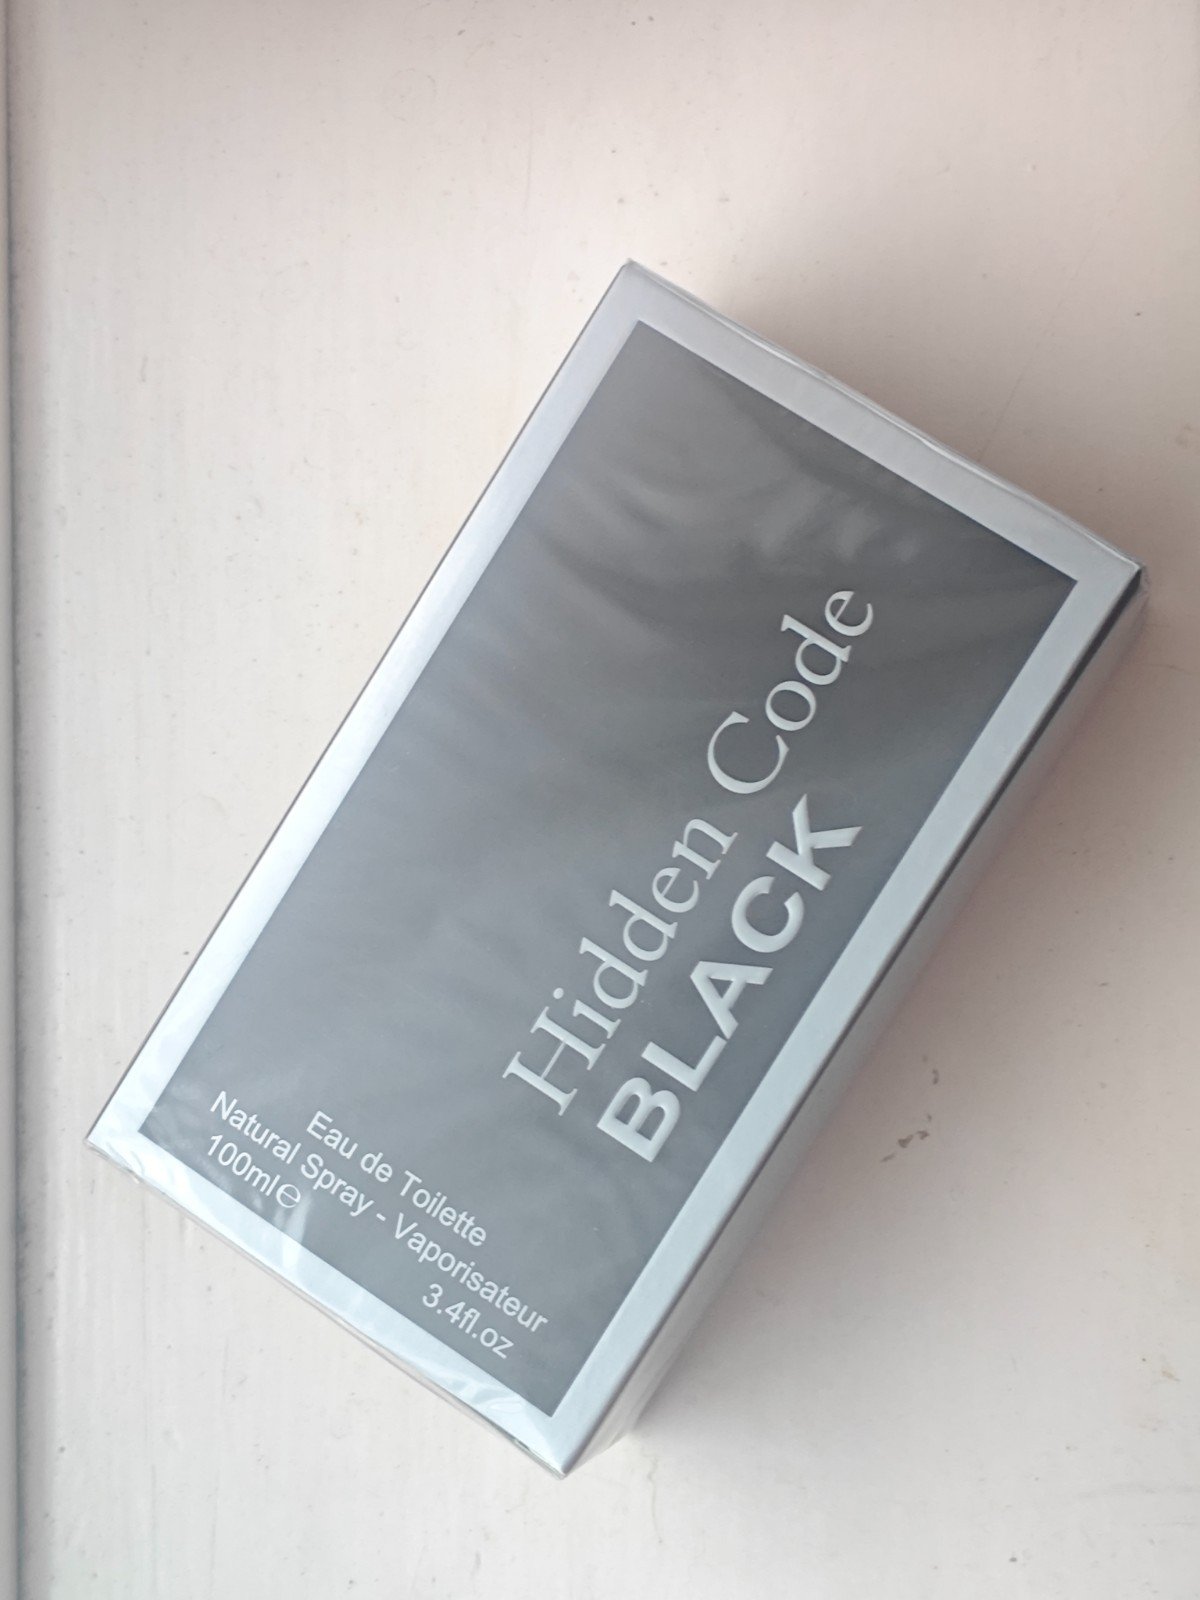 Hidden Code
BLACK
Eau de Toilette
Natural Spray - Vaporisateur
100ml℮ 3.4fl.oz